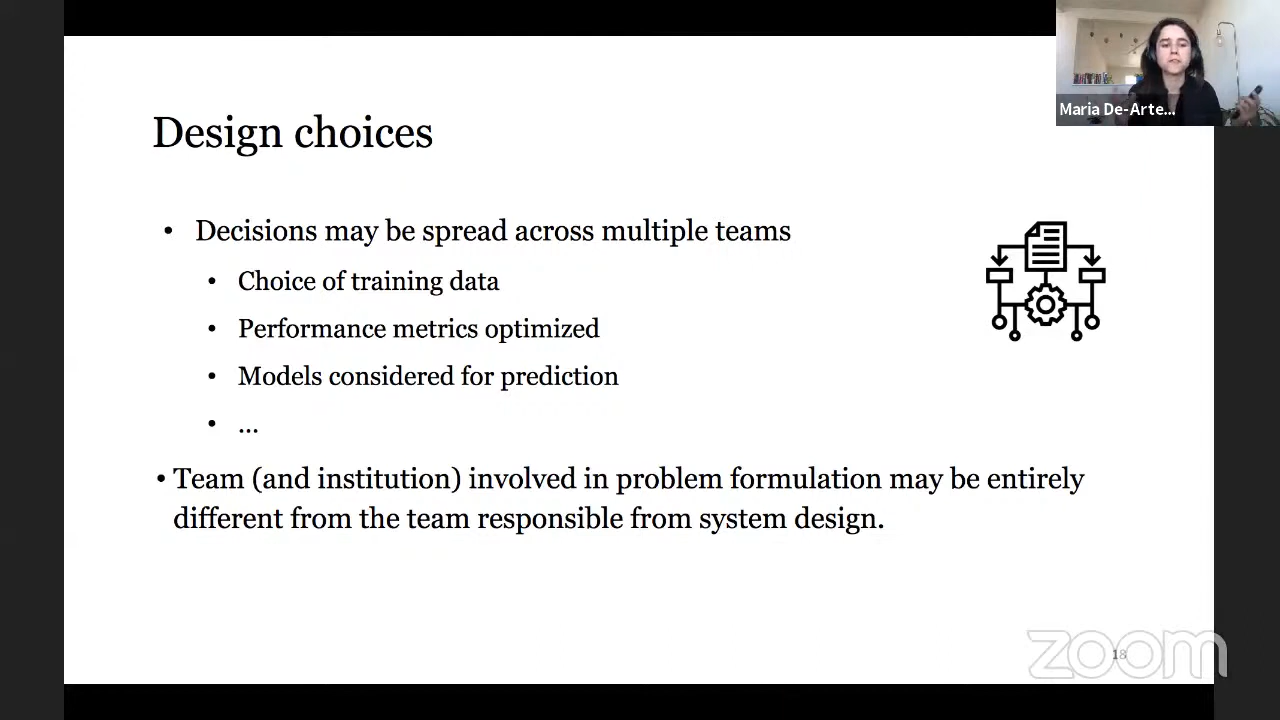 Maria De-Arte...
Design choices
• Decisions may be spread across multiple teams
• Choice of training data
• Performance metrics optimized
• Models considered for prediction
• ...
• Team (and institution) involved in problem formulation may be entirely
different from the team responsible from system design.
18
zoom